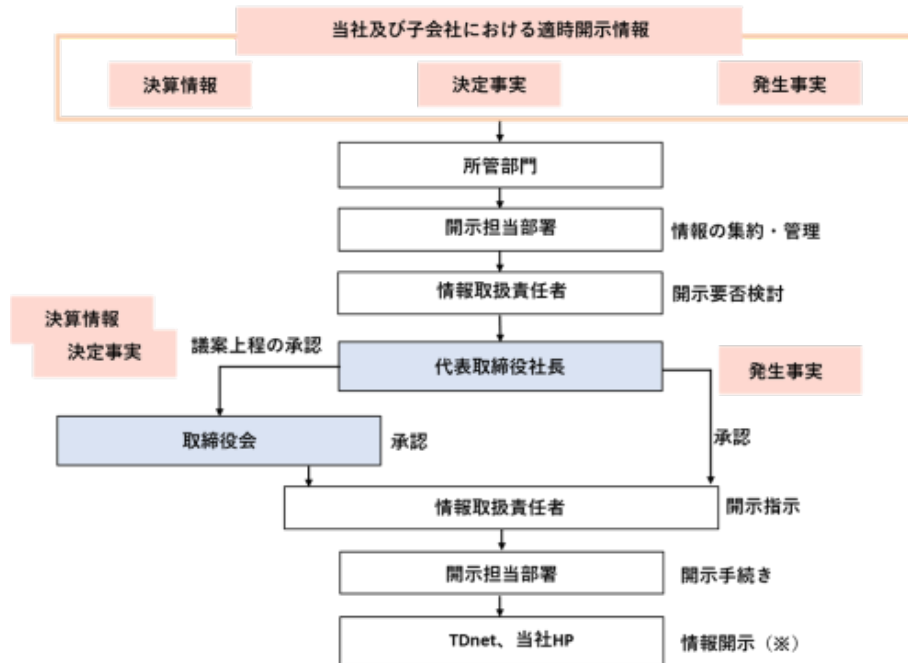 当社及び子会社における適時開示情報
決算情報
決定事実
発生事実
所管部門
開示担当部署
情報の集約・管理
情報取扱責任者
開示要否検討
決算情報
決定事実
議案上程の承認
代表取締役社長
発生事実
取締役会
承認
承認
情報取扱責任者
開示指示
開示担当部署
開示手続き
TDnet、当社HP
情報開示（※）